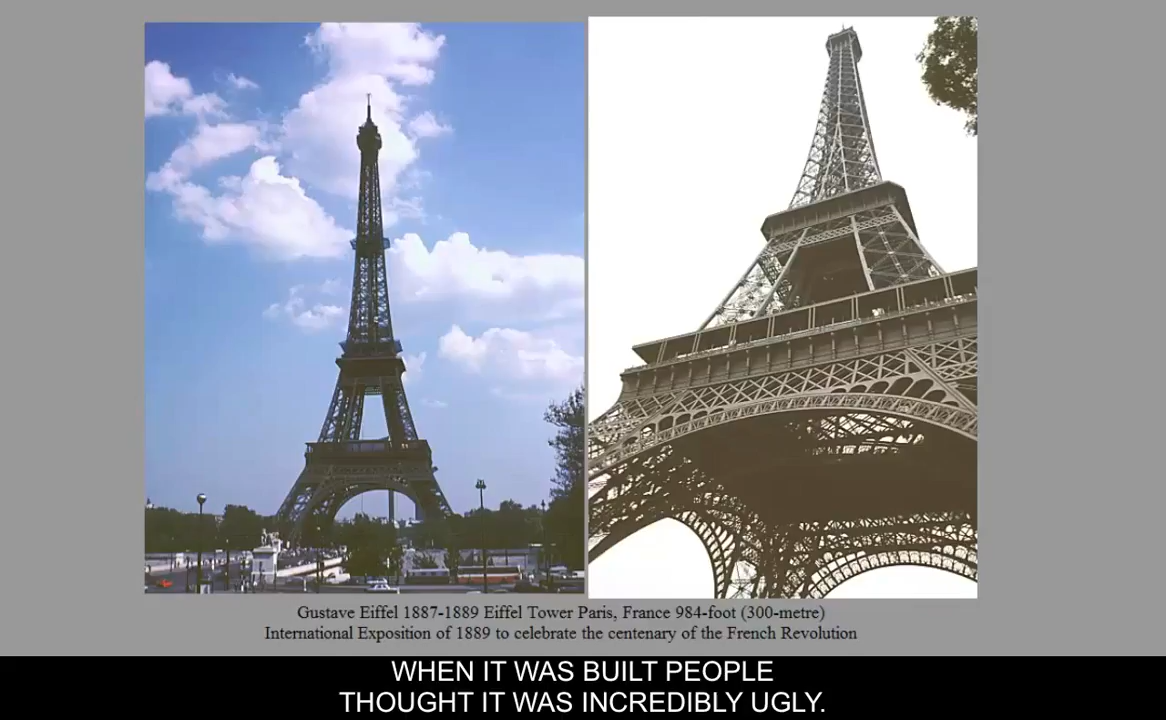 Gustave Eiffel 1887-1889 Eiffel Tower Paris, France 984-foot (300-metre)
International Exposition of 1889 to celebrate the centenary of the French Revolution
WHEN IT WAS BUILT PEOPLE
THOUGHT IT WAS INCREDIBLY UGLY.